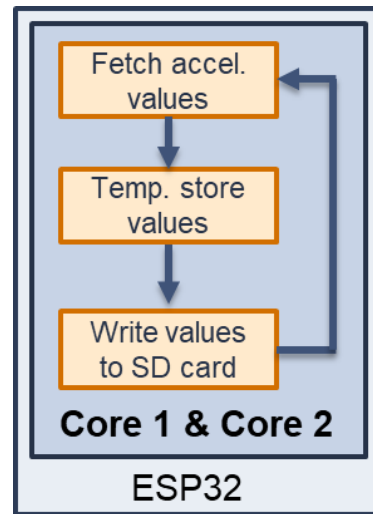 Fetch accel.
values
Temp. store
values
Write values
to SD card
Core 1 & Core 2
ESP32